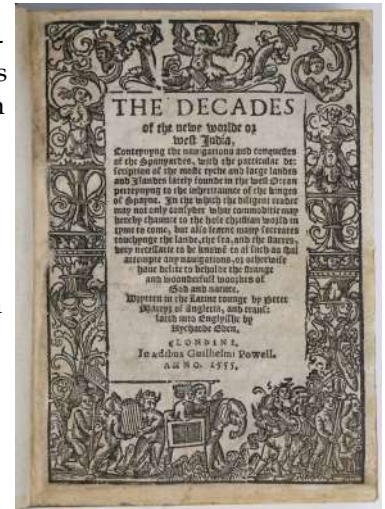 THE DECADES
of the newe worlde or
west India,
Conteynyng the nauigations and conquestes
of the Spanyardes, with the particular de-
scription of the moste ryche and large landes
and Ilandes lately founde in the west Ocean
perteynyng to the inheritaunce of the kinges
of Spayne. In the which the diligent reader
may not only consyder what commoditie may
hereby chaunce to the hole christian world in
tyme to come, but also learne many secreates
touchynge the lande, the sea, and the starres,
very necessarie to be knowẽ to al such as shal
attempte any nauigations, or otherwise
haue delite to beholde the strange
and woonderfull woorkes of
God and nature.
Wrytten in the Latine tounge by Peter
Martyr of Angleria, and trans-
lated into Englysshe by
Rycharde Eden.
¶LONDINI.
In ædibus Guilhelmi Powell.
ANNO. 1555.